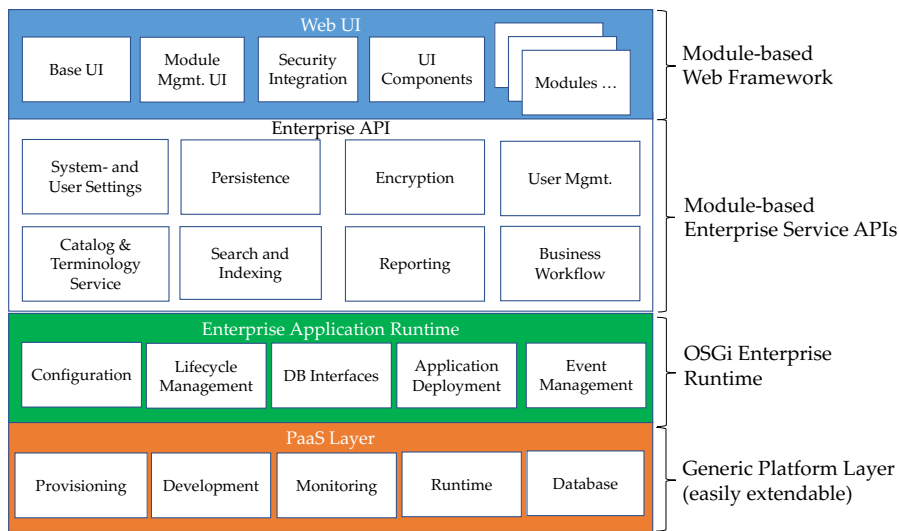 Web UI
Base UI
Module
Mgmt. UI
Security
Integration
UI
Components
Modules …
Module-based
Web Framework
Enterprise API
System- and
User Settings
Persistence
Encryption
User Mgmt.
Catalog &
Terminology
Service
Search and
Indexing
Reporting
Business
Workflow
Module-based
Enterprise Service APIs
Enterprise Application Runtime
Configuration
Lifecycle
Management
DB Interfaces
Application
Deployment
Event
Management
OSGi Enterprise
Runtime
PaaS Layer
Provisioning
Development
Monitoring
Runtime
Database
Generic Platform Layer
(easily extendable)